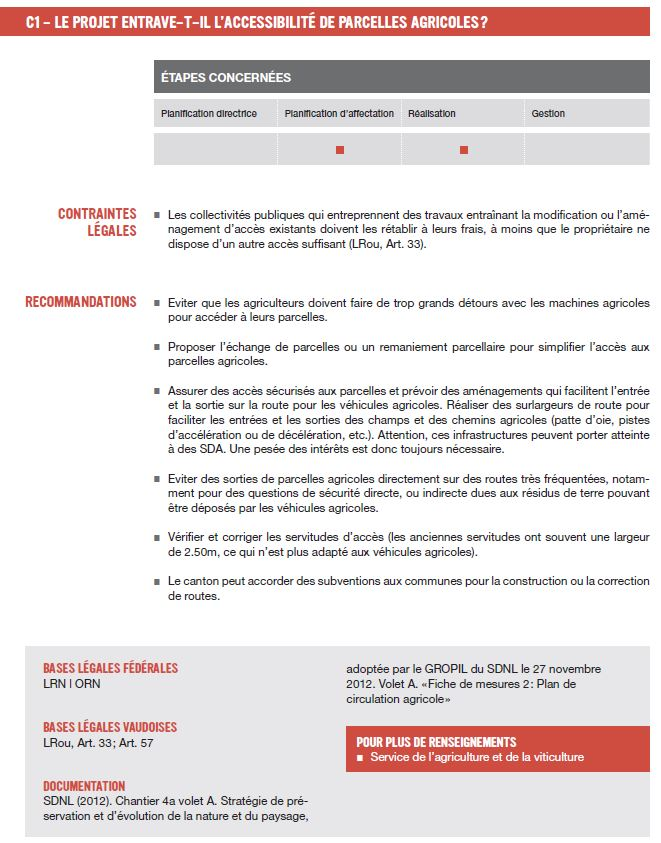 C1 – LE PROJET ENTRAVE-T-IL L'ACCESSIBILITÉ DE PARCELLES AGRICOLES ?
ÉTAPES CONCERNÉES
Planification directrice
Planification d'affectation
Réalisation
Gestion
CONTRAINTES
LÉGALES
■ Les collectivités publiques qui entreprennent des travaux entraînant la modification ou l'amé-
nagement d'accès existants doivent les rétablir à leurs frais, à moins que le propriétaire ne
dispose d'un autre accès suffisant (LRou, Art. 33).
RECOMMANDATIONS
■ Eviter que les agriculteurs doivent faire de trop grands détours avec les machines agricoles
pour accéder à leurs parcelles.
■ Proposer l'échange de parcelles ou un remaniement parcellaire pour simplifier l'accès aux
parcelles agricoles.
■ Assurer des accès sécurisés aux parcelles et prévoir des aménagements qui facilitent l'entrée
et la sortie sur la route pour les véhicules agricoles. Réaliser des surlargeurs de route pour
faciliter les entrées et les sorties des champs et des chemins agricoles (patte d'oie, pistes
d'accélération ou de décélération, etc.). Attention, ces infrastructures peuvent porter atteinte
à des SDA. Une pesée des intérêts est donc toujours nécessaire.
■ Eviter des sorties de parcelles agricoles directement sur des routes très fréquentées, notam-
ment pour des questions de sécurité directe, ou indirecte dues aux résidus de terre pouvant
être déposés par les véhicules agricoles.
■ Vérifier et corriger les servitudes d'accès (les anciennes servitudes ont souvent une largeur
de 2.50m, ce qui n'est plus adapté aux véhicules agricoles).
■ Le canton peut accorder des subventions aux communes pour la construction ou la correction
de routes.
BASES LÉGALES FÉDÉRALES
LRN | ORN
BASES LÉGALES VAUDOISES
LRou, Art. 33 ; Art. 57
DOCUMENTATION
SDNL (2012). Chantier 4a volet A. Stratégie de pré-
servation et d'évolution de la nature et du paysage,
adoptée par le GROPIL du SDNL le 27 novembre
2012. Volet A. «Fiche de mesures 2 : Plan de
circulation agricole»
POUR PLUS DE RENSEIGNEMENTS
■ Service de l'agriculture et de la viticulture